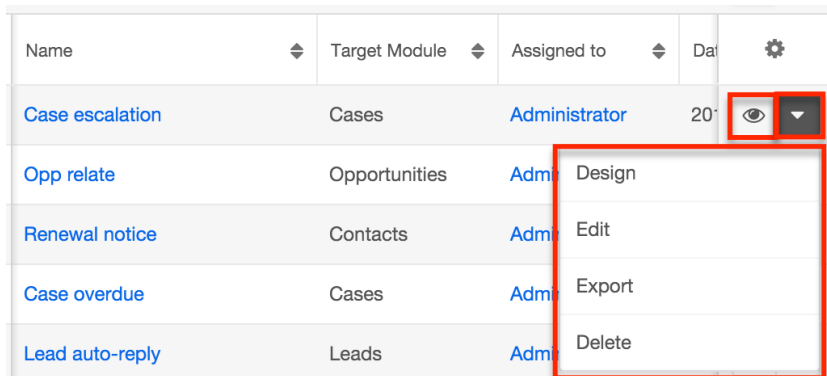 Name Target Module Assigned to Dat
Case escalation Cases Administrator 201
Opp relate Opportunities Admi Design
Renewal notice Contacts Admi Edit
Case overdue Cases Admi Export
Lead auto-reply Leads Admi Delete